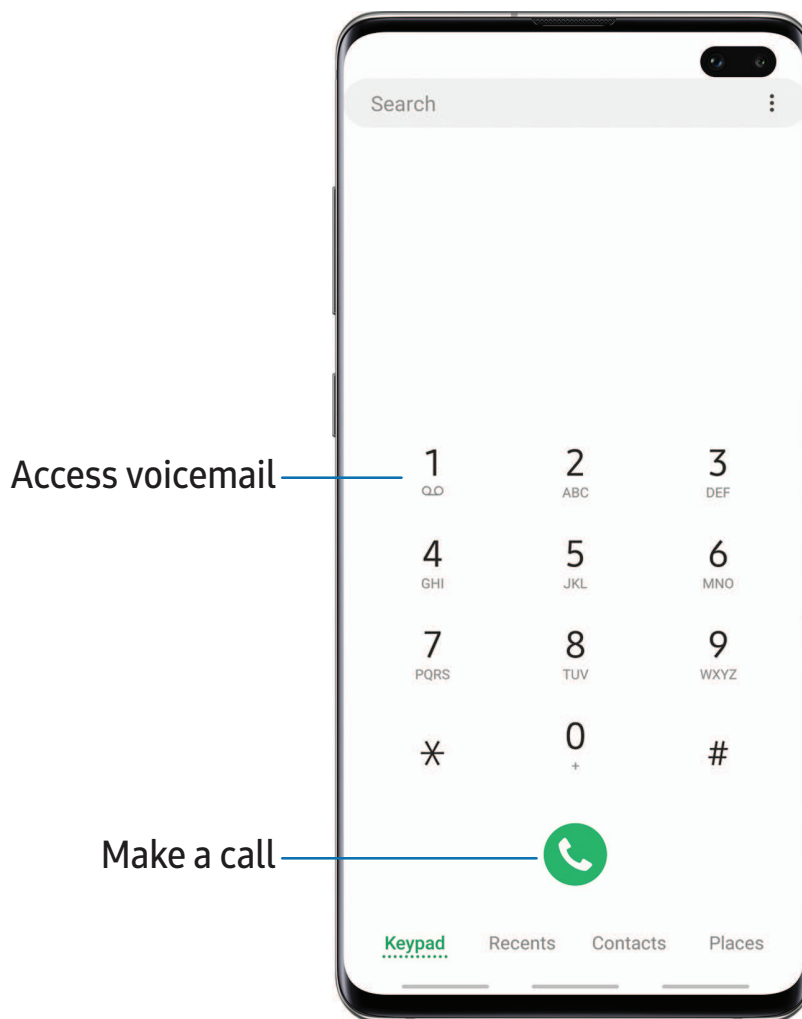 Search
Access voicemail
1 2 3
ABC DEF
4 5 6
GHI JKL MNO
7 8 9
PQRS TUV WXYZ
* 0 #
+
Make a call
Keypad Recents Contacts Places